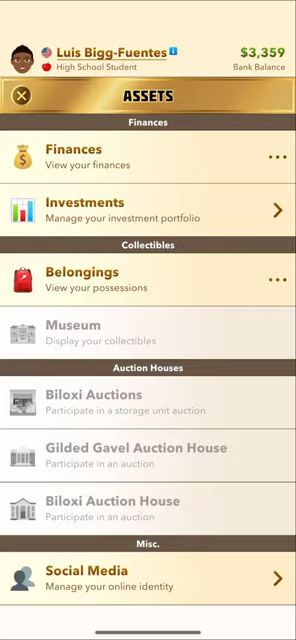 Luis Bigg-Fuentes
$3,359
High School Student
Bank Balance
ASSETS
Finances
Finances
View your finances
Investments
Manage your investment portfolio
Collectibles
Belongings
View your possessions
Museum
Display your collectibles
Auction Houses
Biloxi Auctions
Participate in a storage unit auction
Gilded Gavel Auction House
Participate in an auction
Biloxi Auction House
Participate in an auction
Misc.
Social Media
Manage your online identity